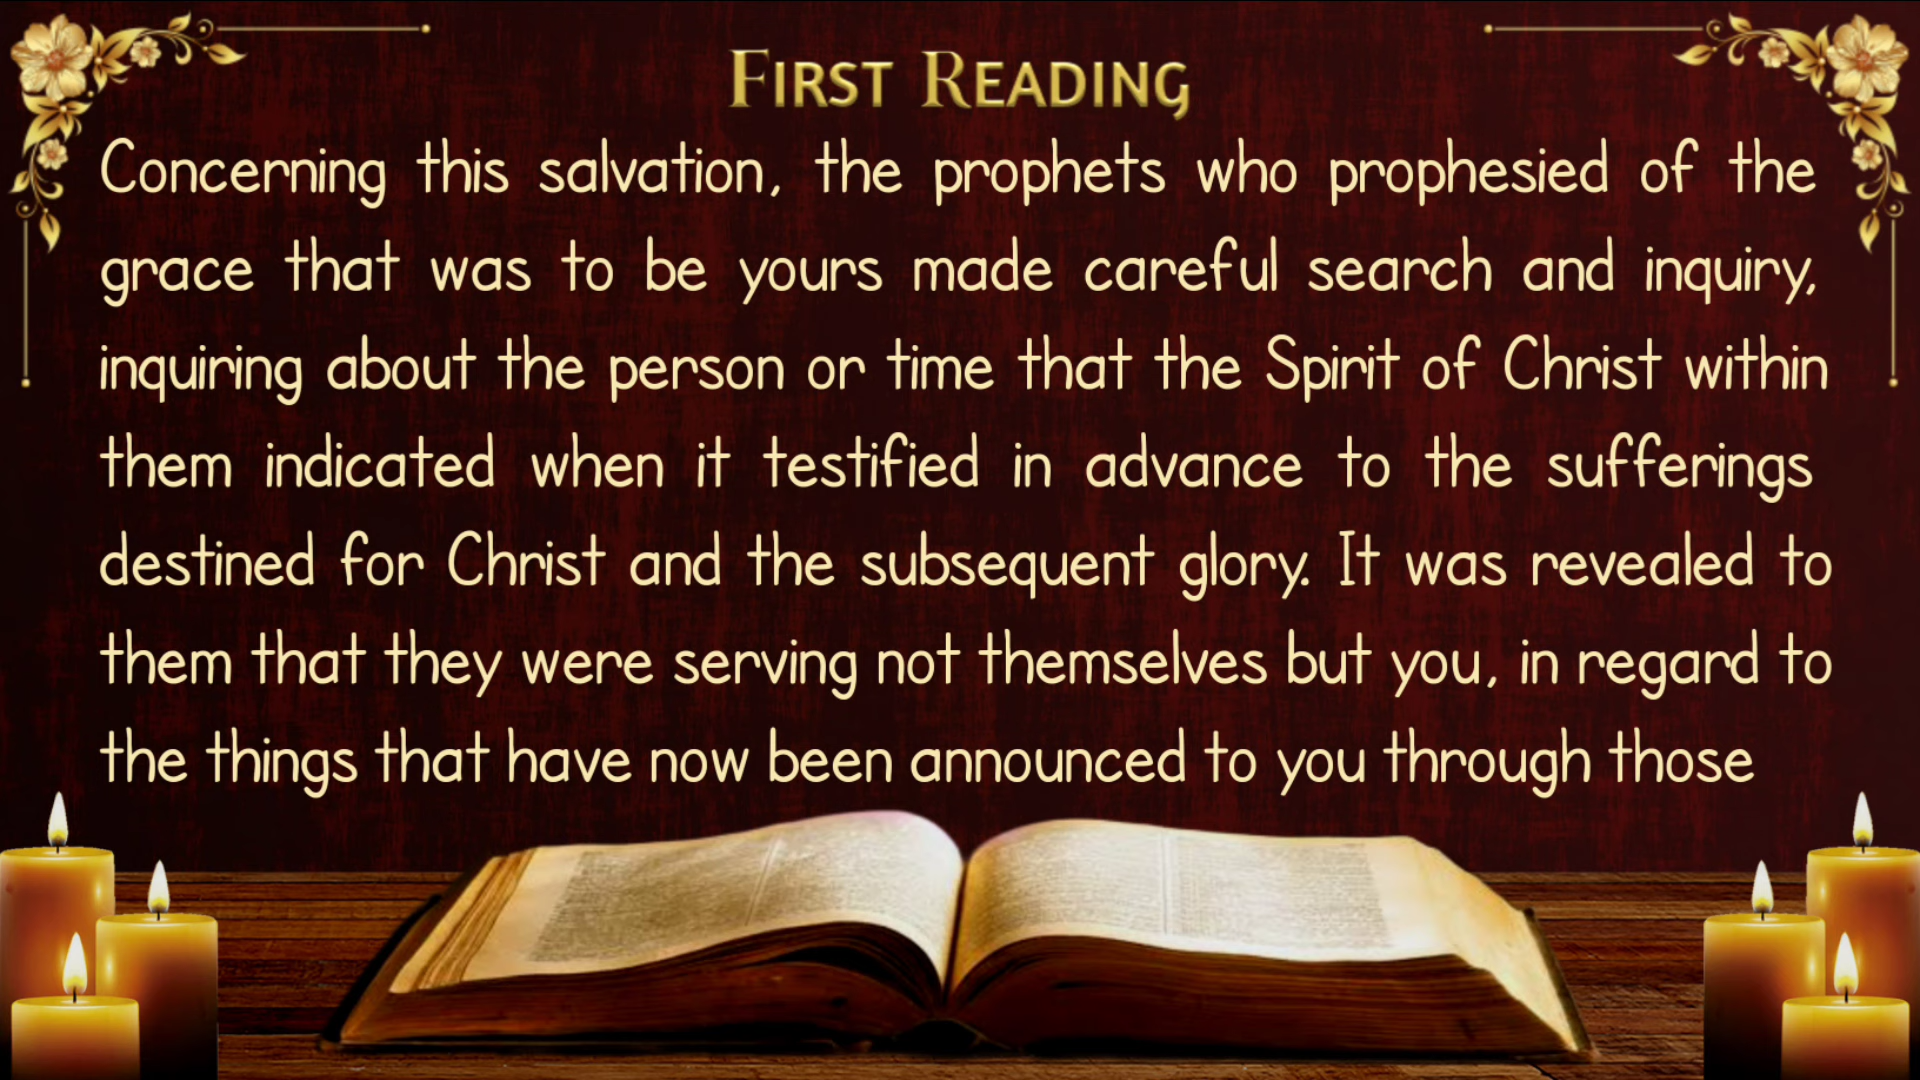 First Reading
Concerning this salvation, the prophets who prophesied of the
grace that was to be yours made careful search and inquiry,
inquiring about the person or time that the Spirit of Christ within
them indicated when it testified in advance to the sufferings
destined for Christ and the subsequent glory. It was revealed to
them that they were serving not themselves but you, in regard to
the things that have now been announced to you through those